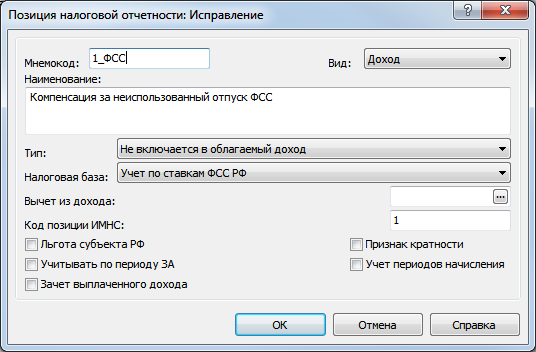 Позиция налоговой отчетности: Исправление
Мнемокод: 1_ФСС Вид: Доход
Наименование:
Компенсация за неиспользованный отпуск ФСС
Тип: Не включается в облагаемый доход
Налоговая база: Учет по ставкам ФСС РФ
Вычет из дохода: ...
Код позиции ИМНС: 1
Льгота субъекта РФ Признак кратности
Учитывать по периоду ЗА Учет периодов начисления
Зачет выплаченного дохода
ОК Отмена Справка